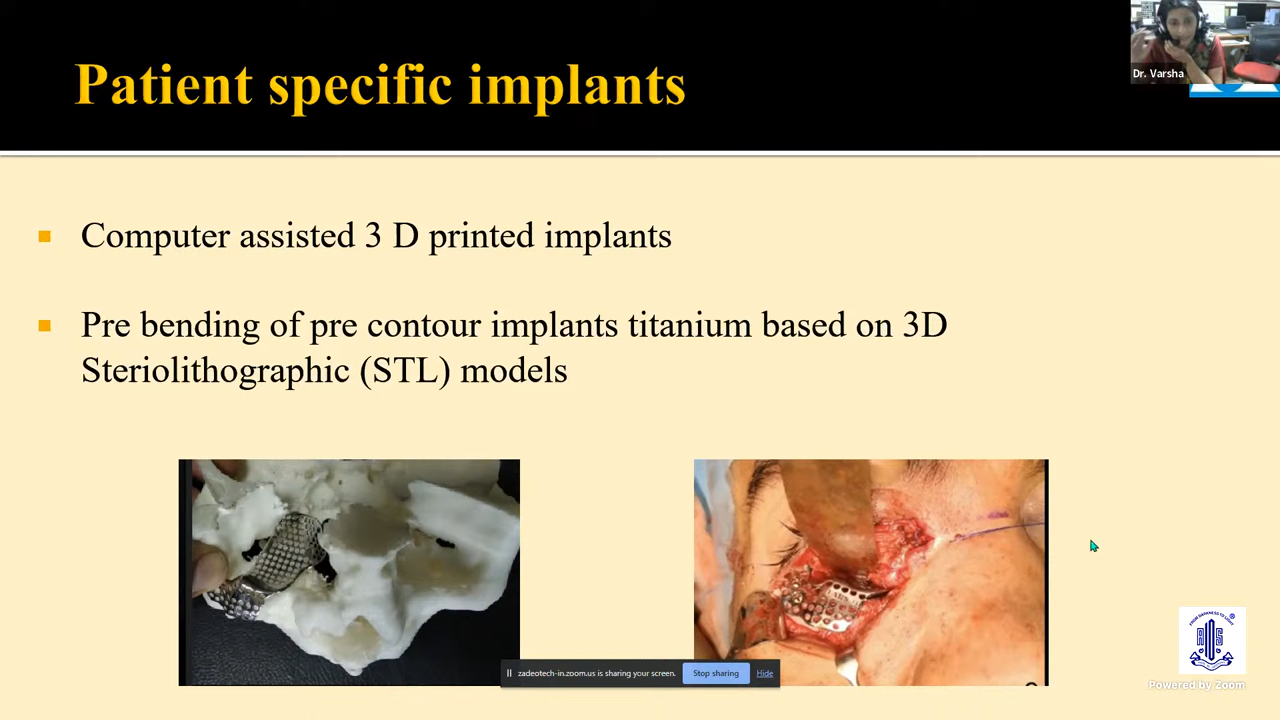 Patient specific implants
Dr. Varsha
Computer assisted 3 D printed implants
Pre bending of pre contour implants titanium based on 3D
Steriolithographic (STL) models
zadeotech-in.zoom.us is sharing your screen.
Stop sharing
Hide
Powered by Zoom